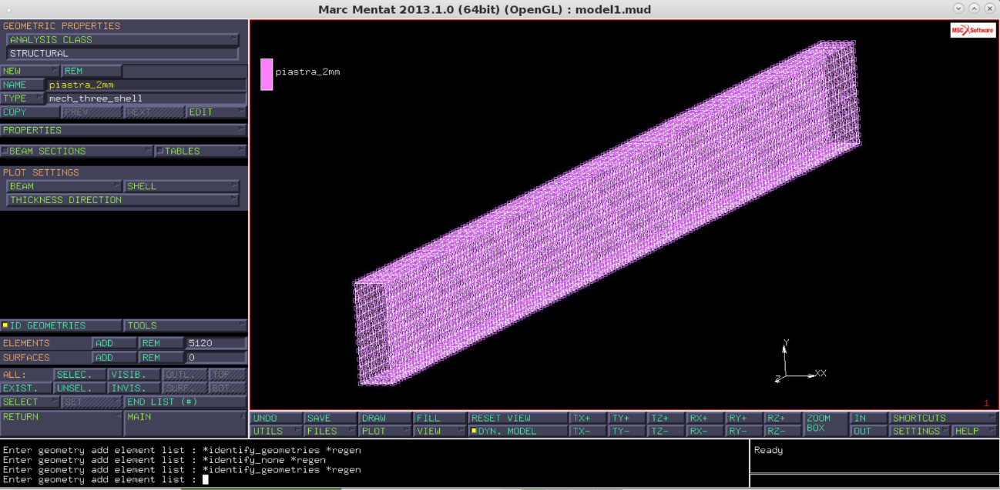 Marc Mentat 2013.1.0 (64bit) (OpenGL) : model1.mud
GEOMETRIC PROPERTIES
ANALYSIS CLASS
STRUCTURAL
NEW REM
NAME piastra_2mm
TYPE mech_three_shell
COPY PREV NEXT EDIT
PROPERTIES
BEAM SECTIONS TABLES
PLOT SETTINGS
BEAM SHELL
THICKNESS DIRECTION
ID GEOMETRIES TOOLS
ELEMENTS ADD REM 5120
SURFACES ADD REM 0
ALL: SELEC. VISIB. OUTL. TOP
EXIST. UNSEL. INVIS. SURF. BOT.
SELECT SET END LIST (#)
RETURN MAIN
piastra_2mm
MSC Software
Y
Z
XX
1
UNDO SAVE DRAW FILL RESET VIEW TX+ TY+ TZ+ RX+ RY+ RZ+ ZOOM BOX IN SHORTCUTS
UTILS FILES PLOT VIEW DYN. MODEL TX- TY- TZ- RX- RY- RZ- OUT SETTINGS HELP
Enter geometry add element list : *identify_geometries *regen
Enter geometry add element list : *identify_none *regen
Enter geometry add element list : *identify_geometries *regen
Enter geometry add element list :
Ready